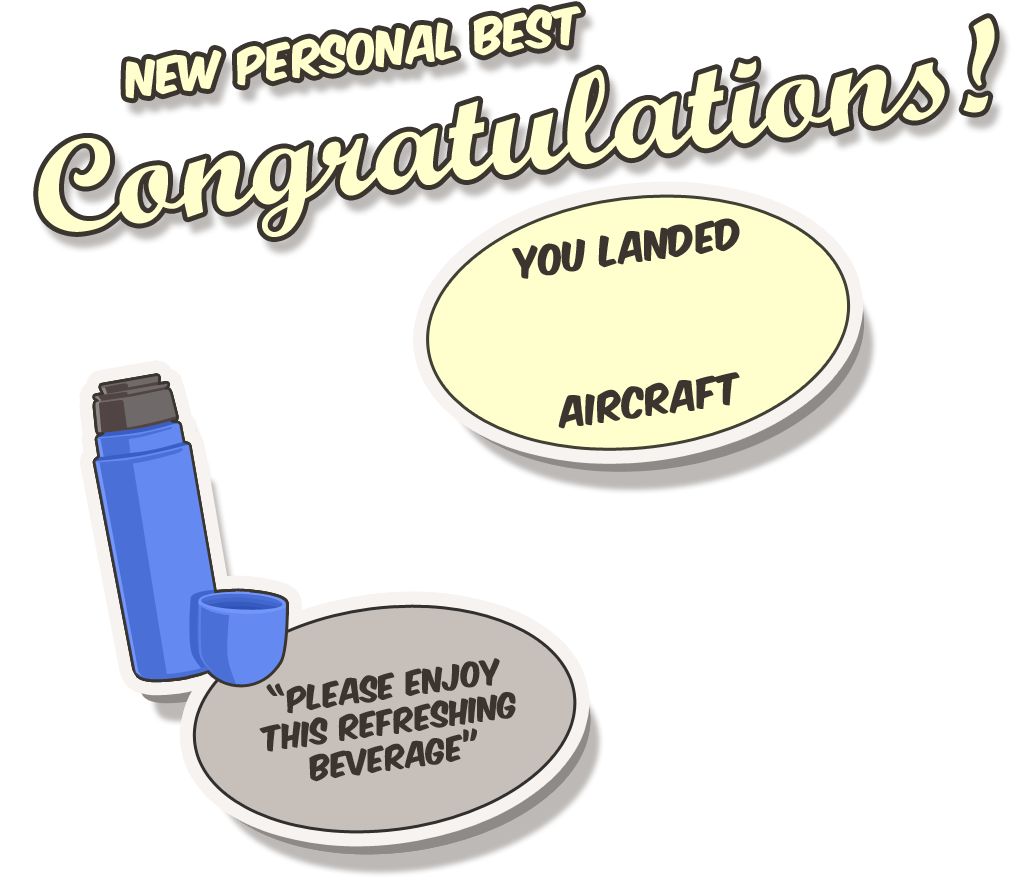 NEW PERSONAL BEST
Congratulations!
YOU LANDED
AIRCRAFT
“PLEASE ENJOY
THIS REFRESHING
BEVERAGE”